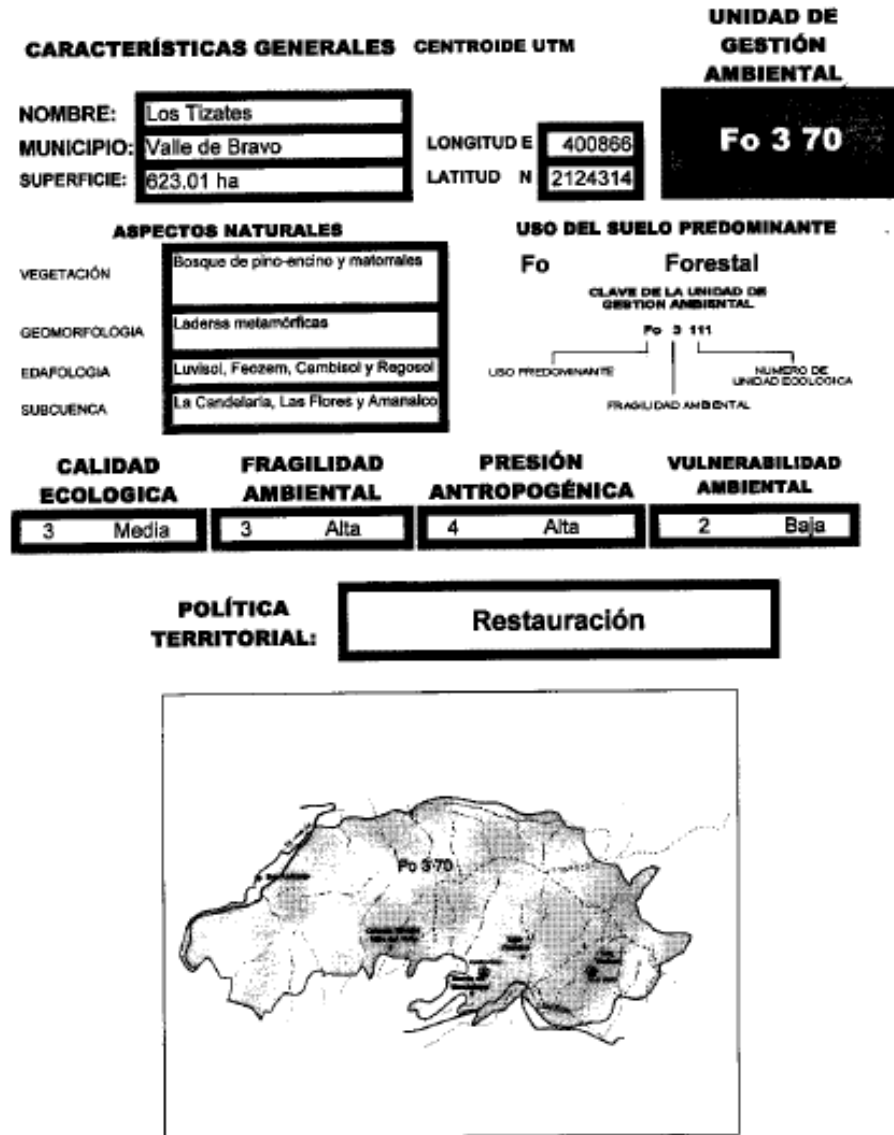 CARACTERÍSTICAS GENERALES CENTROIDE UTM
UNIDAD DE
GESTIÓN
AMBIENTAL
NOMBRE: Los Tizates
MUNICIPIO: Valle de Bravo
SUPERFICIE: 623.01 ha
LONGITUD E 400866
LATITUD N 2124314
Fo 3 70
ASPECTOS NATURALES
VEGETACIÓN Bosque de pino-encino y matorrales
GEOMORFOLOGIA Laderas metamórficas
EDAFOLOGIA Luvisol, Feozem, Cambisol y Regosol
SUBCUENCA La Candelaria, Las Flores y Amanalco
USO DEL SUELO PREDOMINANTE
Fo Forestal
CLAVE DE LA UNIDAD DE
GESTION AMBIENTAL
Fo 3 111
USO PREDOMINANTE
NUMERO DE
UNIDAD ECOLOGICA
FRAGILIDAD AMBIENTAL
CALIDAD
ECOLOGICA
3 Media
FRAGILIDAD
AMBIENTAL
3 Alta
PRESIÓN
ANTROPOGÉNICA
4 Alta
VULNERABILIDAD
AMBIENTAL
2 Baja
POLÍTICA
TERRITORIAL:
Restauración
Fo 3 70